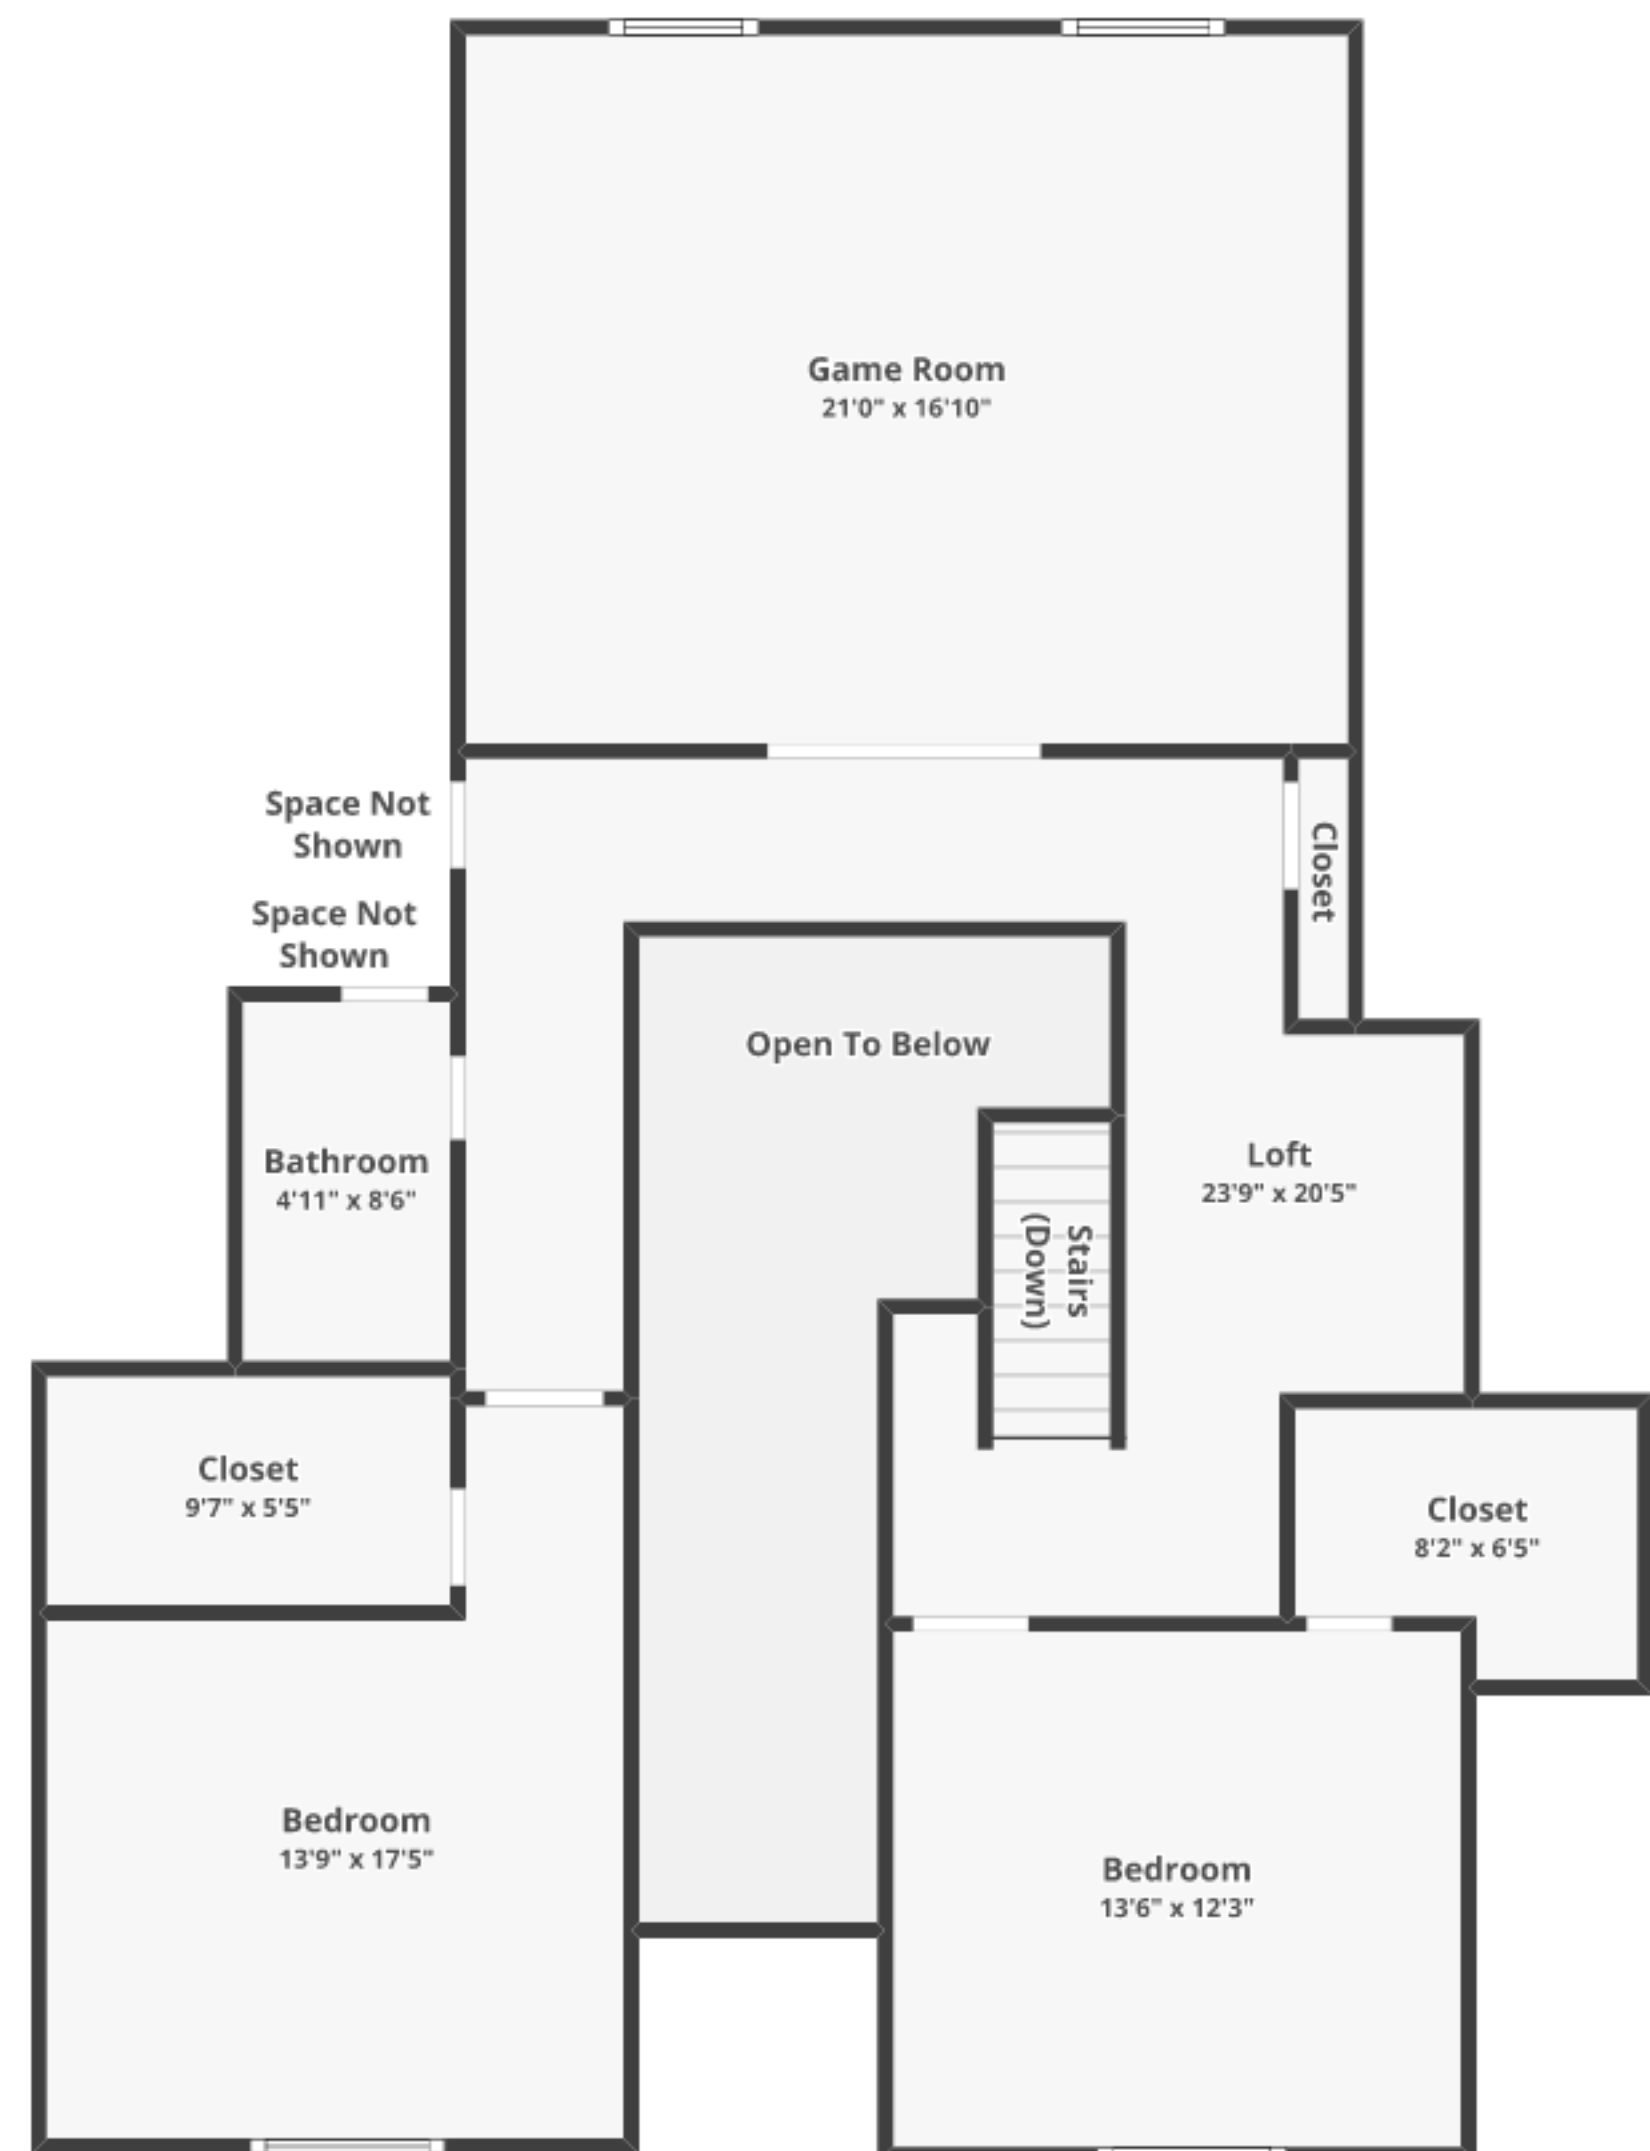 Game Room
21'0" x 16'10"
Space Not
Shown
Closet
Space Not
Shown
Open To Below
Bathroom
4'11" x 8'6"
Loft
23'9" x 20'5"
Stairs
(Down)
Closet
9'7" x 5'5"
Closet
8'2" x 6'5"
Bedroom
13'9" x 17'5"
Bedroom
13'6" x 12'3"